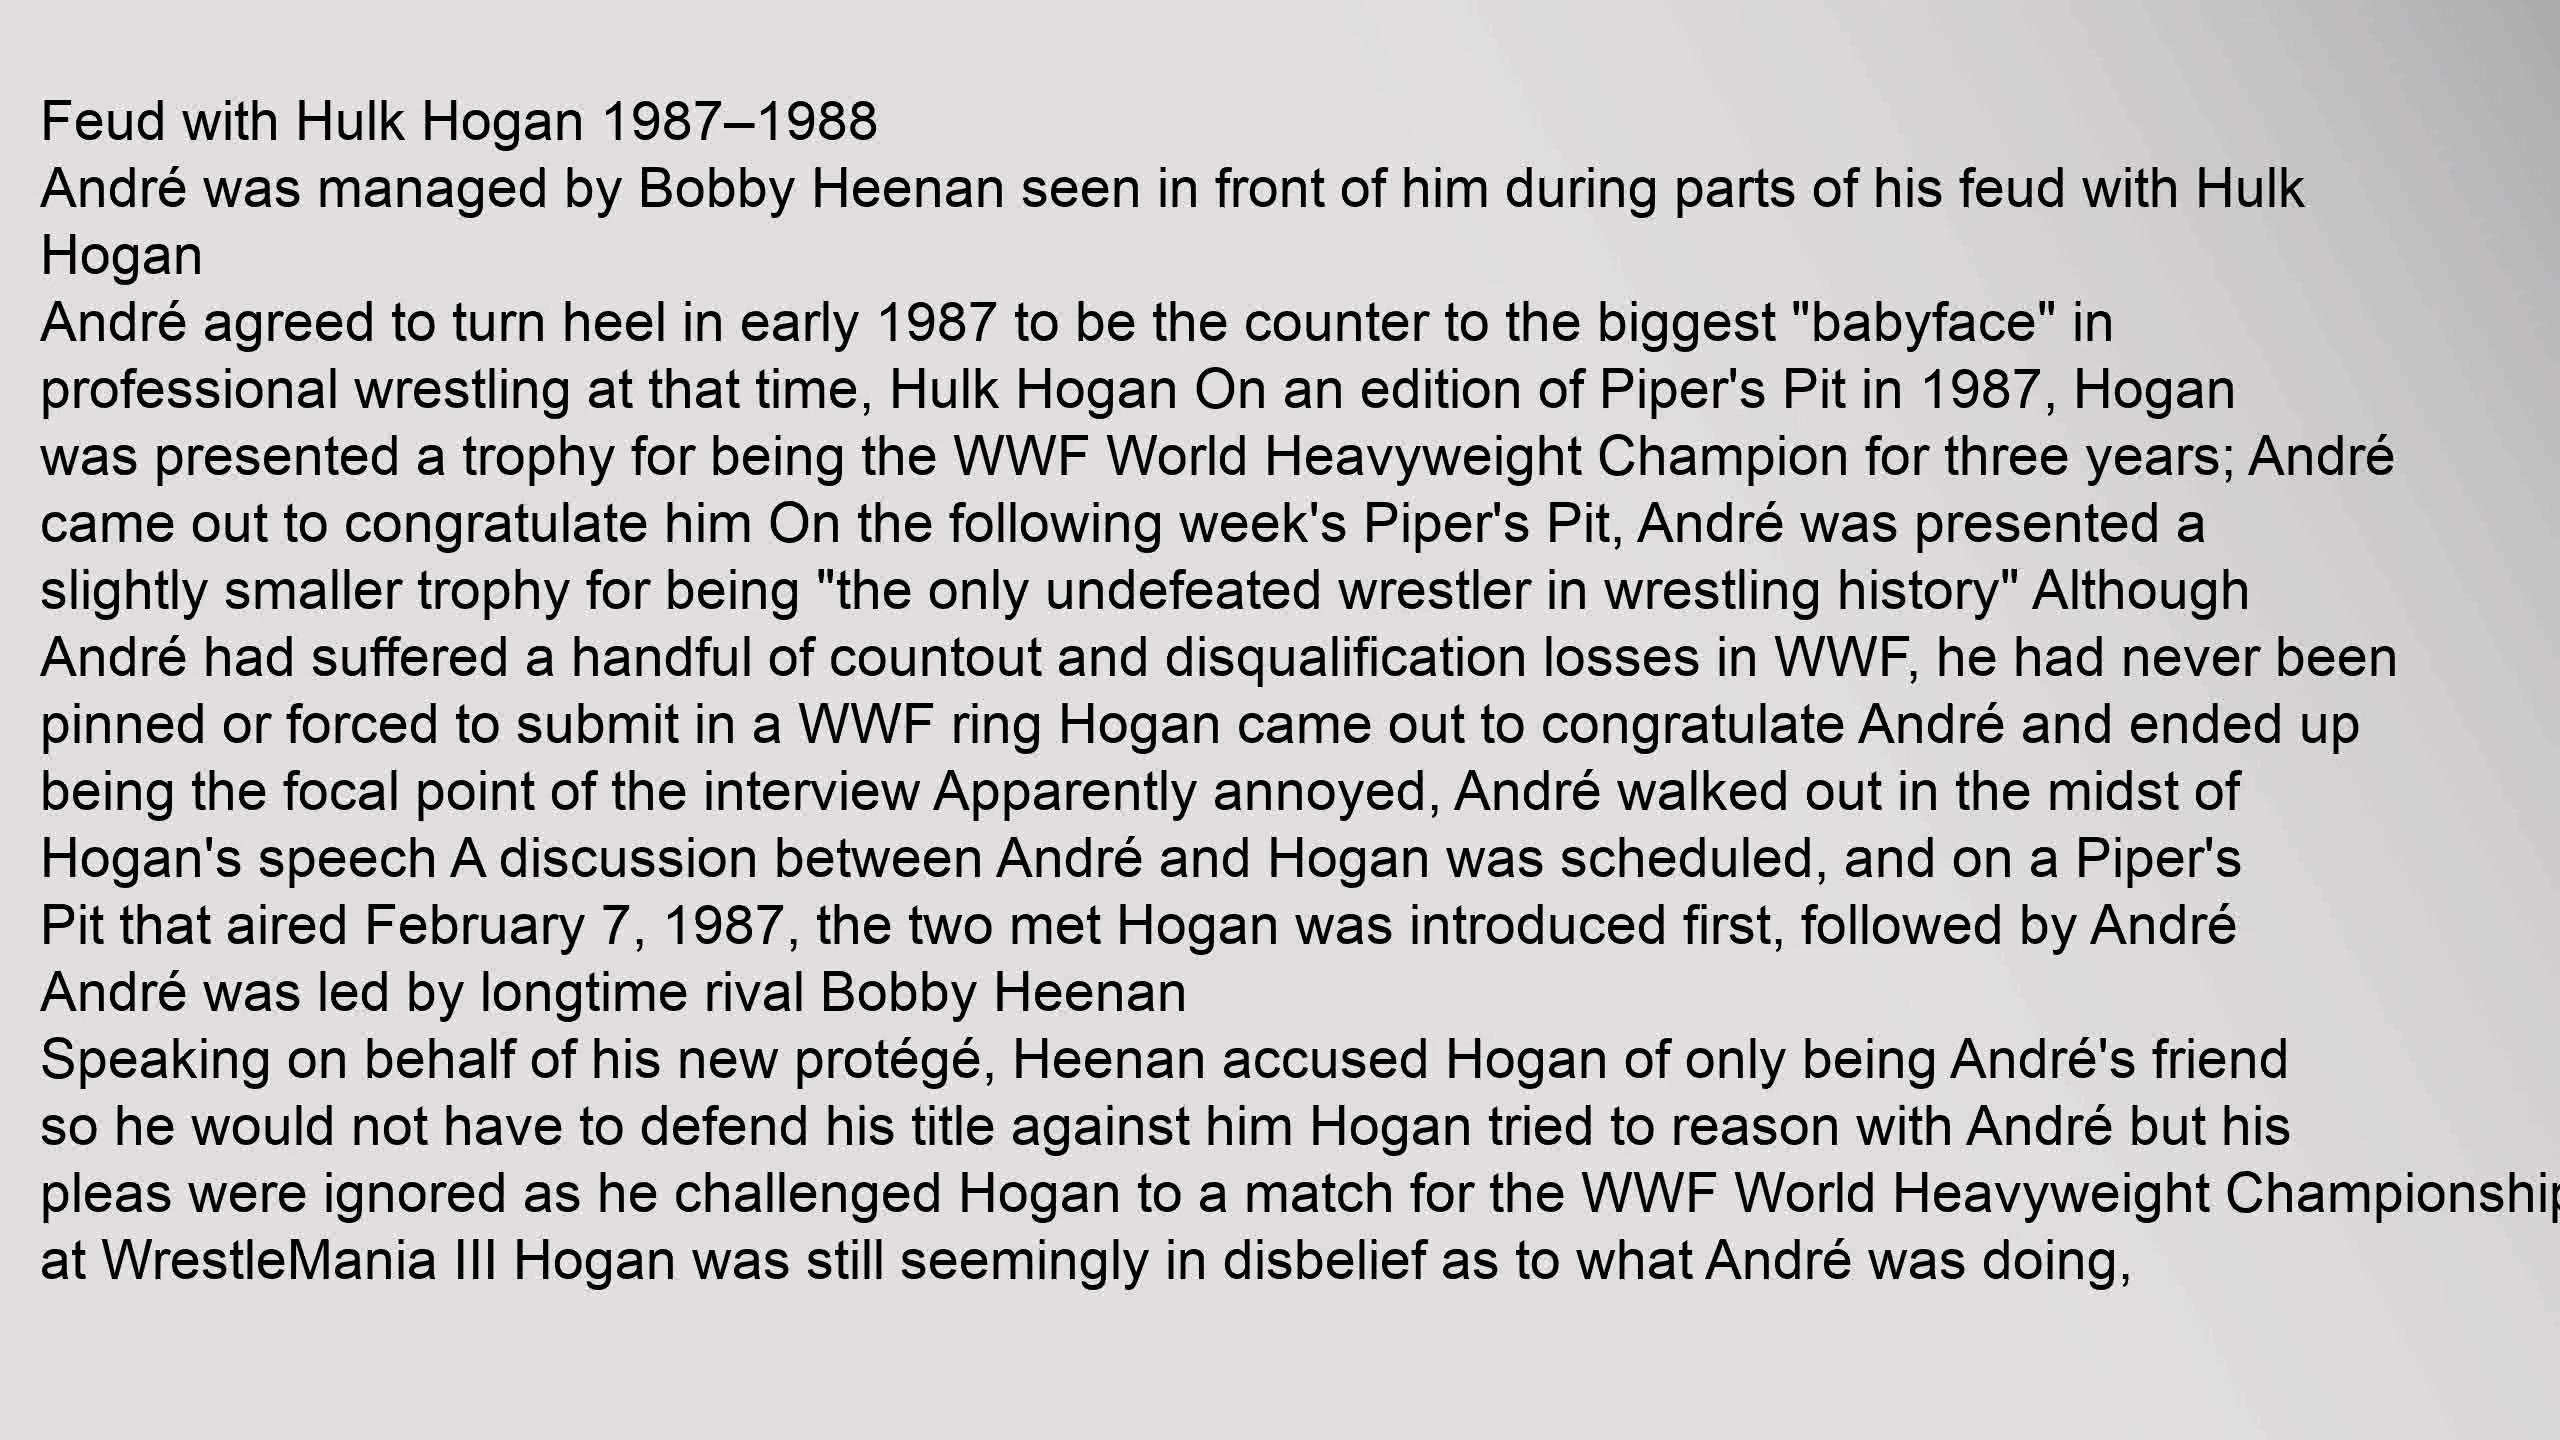 Feud with Hulk Hogan 1987–1988
André was managed by Bobby Heenan seen in front of him during parts of his feud with Hulk
Hogan
André agreed to turn heel in early 1987 to be the counter to the biggest "babyface" in
professional wrestling at that time, Hulk Hogan On an edition of Piper's Pit in 1987, Hogan
was presented a trophy for being the WWF World Heavyweight Champion for three years; André
came out to congratulate him On the following week's Piper's Pit, André was presented a
slightly smaller trophy for being "the only undefeated wrestler in wrestling history" Although
André had suffered a handful of countout and disqualification losses in WWF, he had never been
pinned or forced to submit in a WWF ring Hogan came out to congratulate André and ended up
being the focal point of the interview Apparently annoyed, André walked out in the midst of
Hogan's speech A discussion between André and Hogan was scheduled, and on a Piper's
Pit that aired February 7, 1987, the two met Hogan was introduced first, followed by André
André was led by longtime rival Bobby Heenan
Speaking on behalf of his new protégé, Heenan accused Hogan of only being André's friend
so he would not have to defend his title against him Hogan tried to reason with André but his
pleas were ignored as he challenged Hogan to a match for the WWF World Heavyweight Championship
at WrestleMania III Hogan was still seemingly in disbelief as to what André was doing,